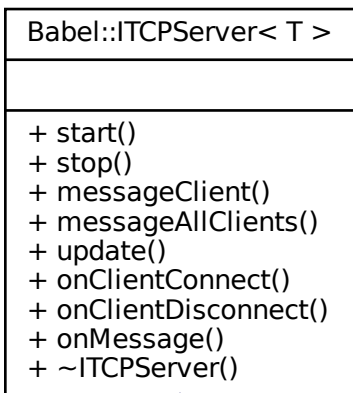 Babel::ITCPServer< T >
+ start()
+ stop()
+ messageClient()
+ messageAllClients()
+ update()
+ onClientConnect()
+ onClientDisconnect()
+ onMessage()
+ ~ITCPServer()